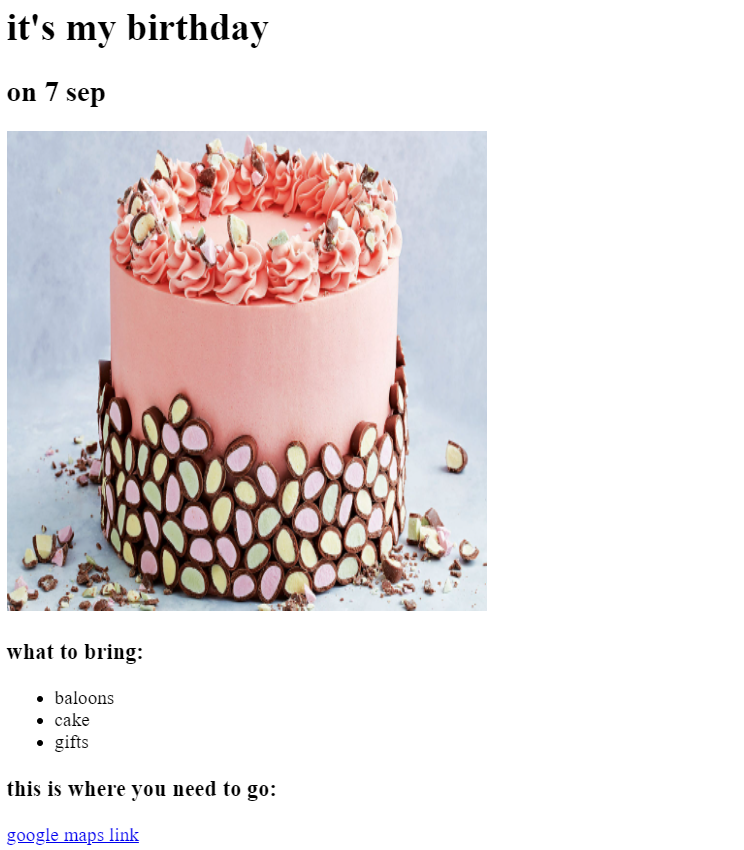 it's my birthday
on 7 sep
what to bring:
baloons
cake
gifts
this is where you need to go:
google maps link